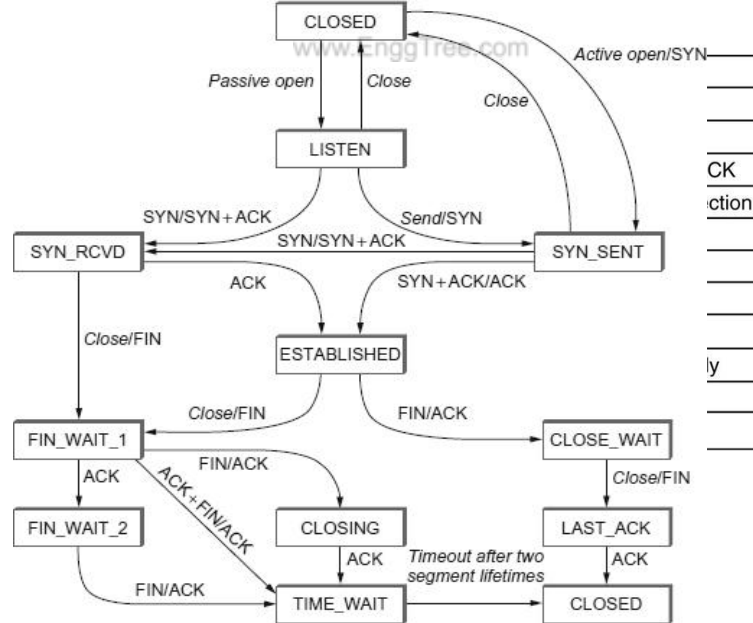 CLOSED
www.EnggTree.com
Active open/SYN
Passive open
Close
Close
LISTEN
CK
ection
SYN/SYN + ACK
Send/SYN
SYN/SYN + ACK
SYN_RCVD
SYN_SENT
ACK
SYN + ACK/ACK
Close/FIN
ESTABLISHED
ly
Close/FIN
FIN/ACK
FIN_WAIT_1
CLOSE_WAIT
FIN/ACK
ACK
ACK + FIN/ACK
Close/FIN
FIN_WAIT_2
CLOSING
LAST_ACK
ACK
Timeout after two
segment lifetimes
ACK
FIN/ACK
TIME_WAIT
CLOSED